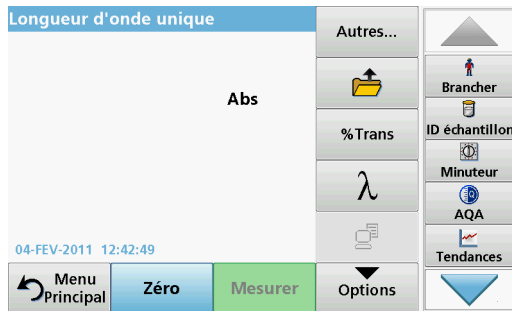 Longueur d'onde unique
Autres...
Abs
%Trans
λ
04-FEV-2011 12:42:49
Menu
Principal
Zéro
Mesurer
Options
Brancher
ID échantillon
Minuteur
AQA
Tendances